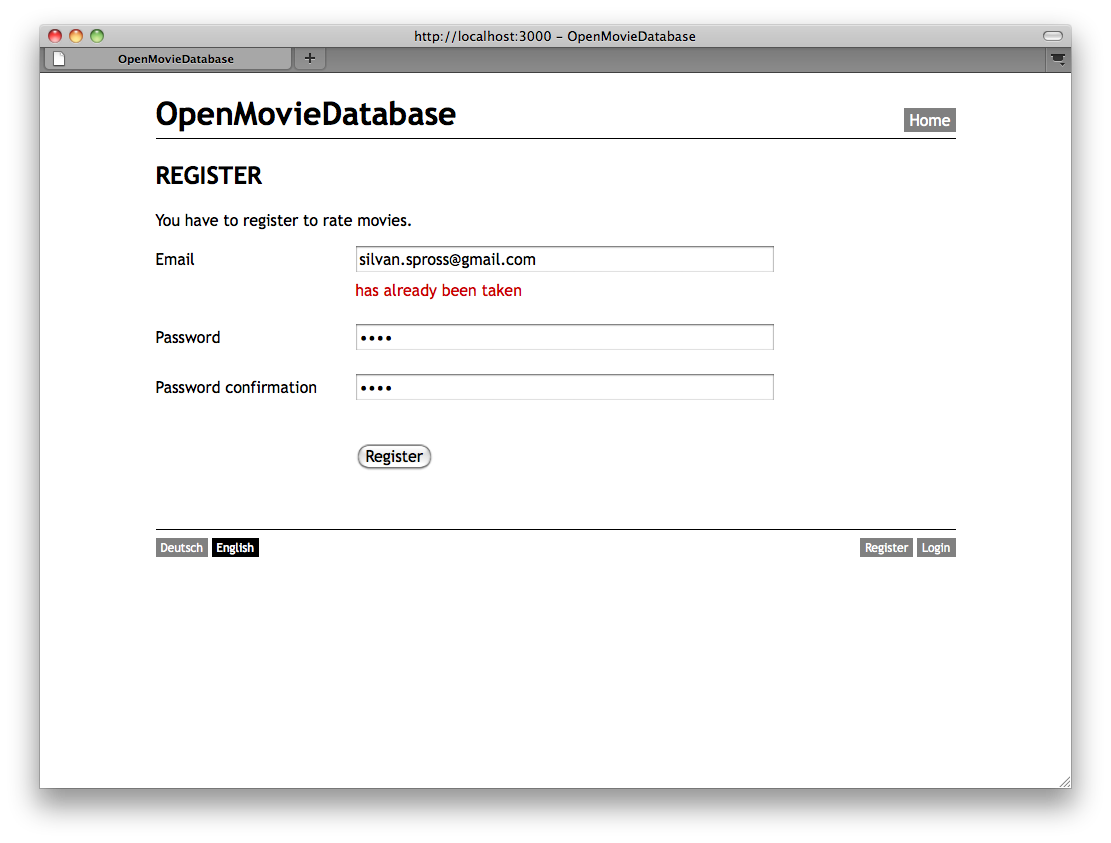 http://localhost:3000 – OpenMovieDatabase
OpenMovieDatabase +
OpenMovieDatabase Home
REGISTER
You have to register to rate movies.
Email silvan.spross@gmail.com
has already been taken
Password ••••
Password confirmation ••••
Register
Deutsch English Register Login